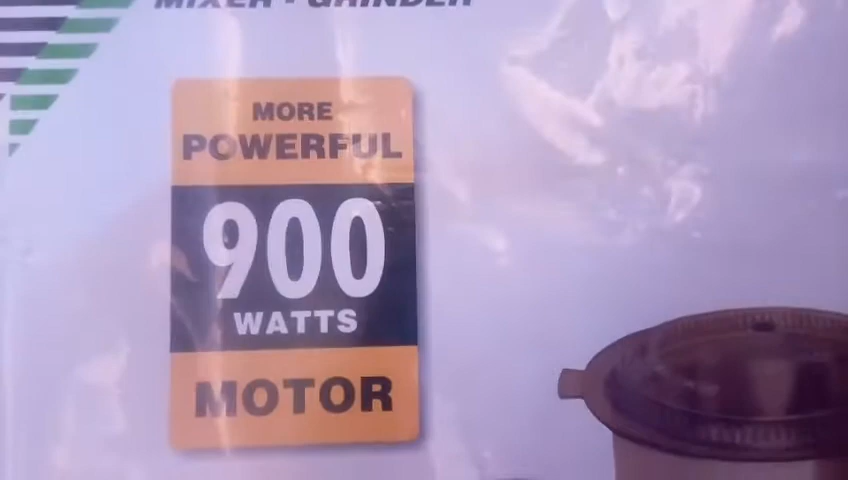 MIXER - GRINDER
MORE
POWERFUL
900
WATTS
MOTOR